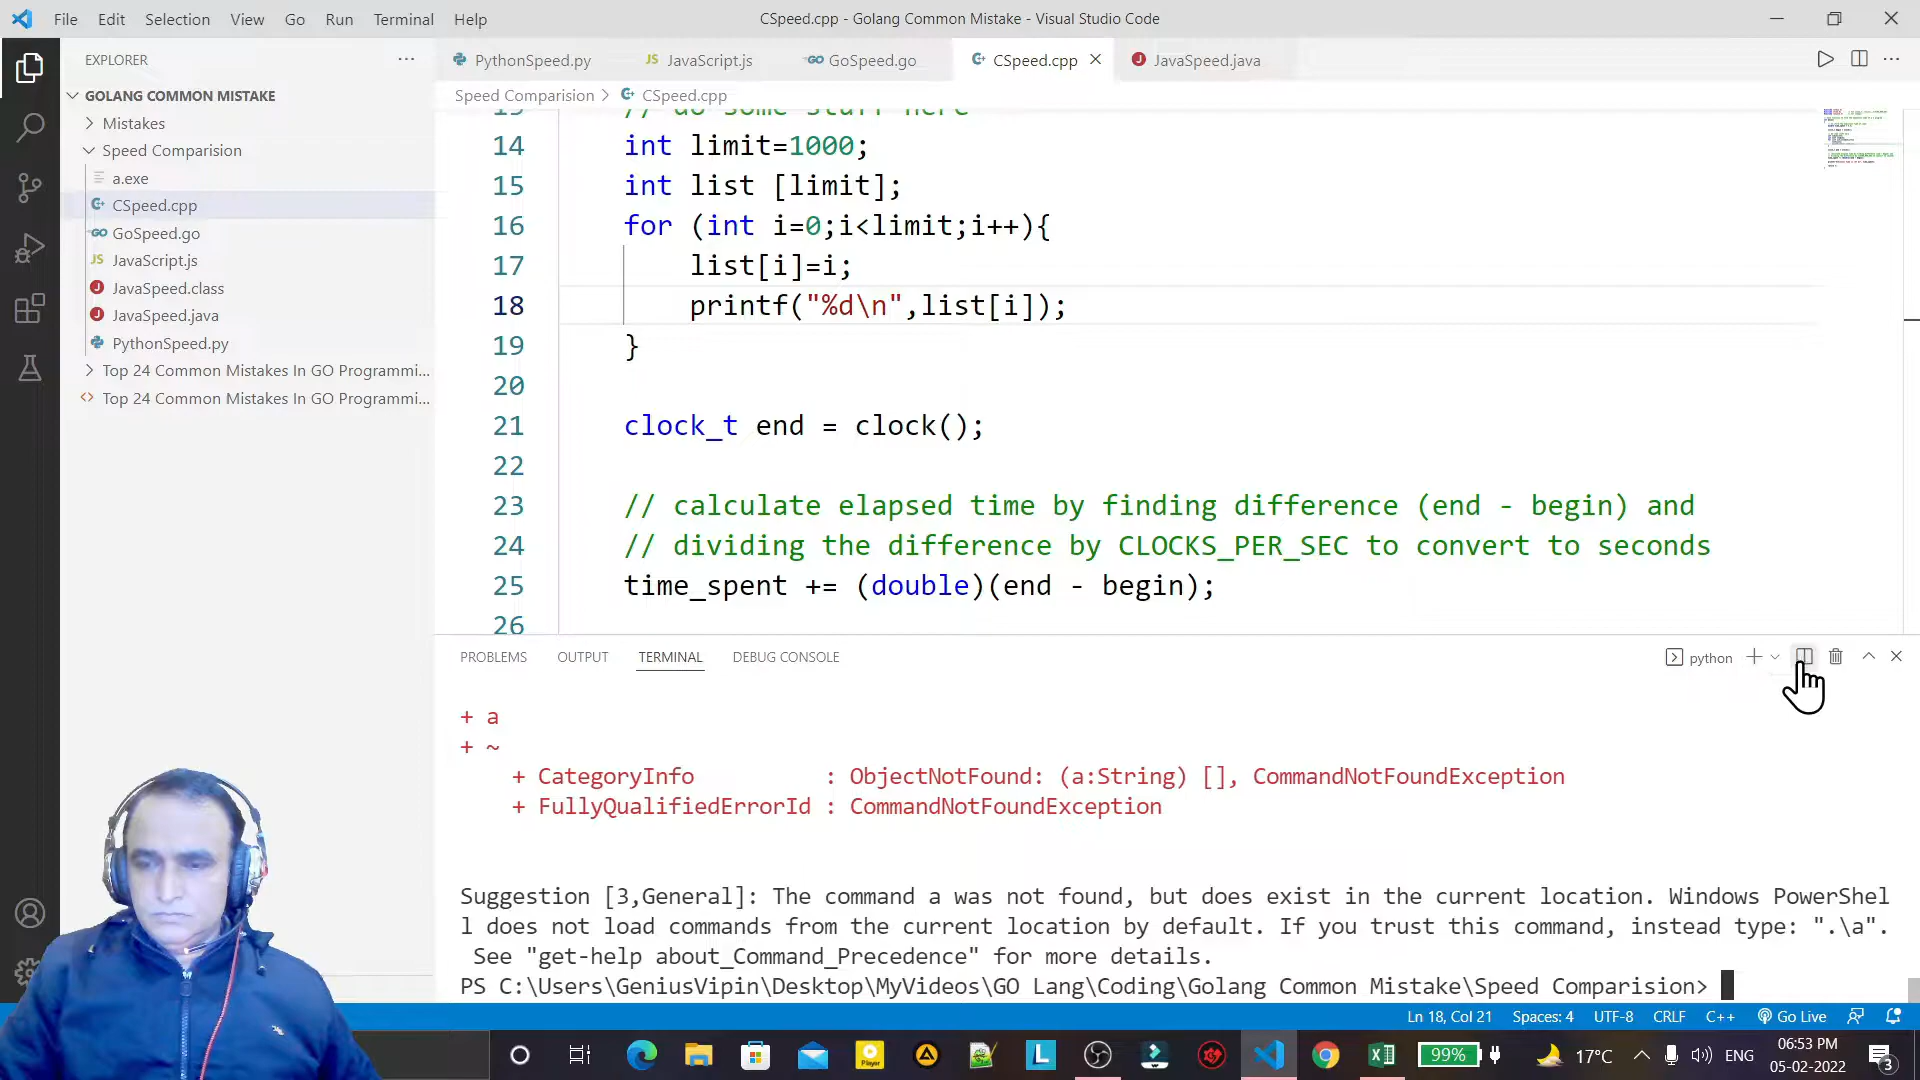 File Edit Selection View Go Run Terminal Help
CSpeed.cpp - Golang Common Mistake - Visual Studio Code
EXPLORER
GOLANG COMMON MISTAKE
Mistakes
Speed Comparision
a.exe
CSpeed.cpp
GoSpeed.go
JavaScript.js
JavaSpeed.class
JavaSpeed.java
PythonSpeed.py
Top 24 Common Mistakes In GO Programmi...
Top 24 Common Mistakes In GO Programmi...
PythonSpeed.py JS JavaScript.js GoSpeed.go CSpeed.cpp JavaSpeed.java
Speed Comparision > CSpeed.cpp
13 // do some stuff here
14 int limit=1000;
15 int list [limit];
16 for (int i=0;i<limit;i++){
17 list[i]=i;
18 printf("%d\n",list[i]);
19 }
20
21 clock_t end = clock();
22
23 // calculate elapsed time by finding difference (end - begin) and
24 // dividing the difference by CLOCKS_PER_SEC to convert to seconds
25 time_spent += (double)(end - begin);
26
PROBLEMS OUTPUT TERMINAL DEBUG CONSOLE
python
+ a
+ ~
+ CategoryInfo : ObjectNotFound: (a:String) [], CommandNotFoundException
+ FullyQualifiedErrorId : CommandNotFoundException
Suggestion [3,General]: The command a was not found, but does exist in the current location. Windows PowerShel
l does not load commands from the current location by default. If you trust this command, instead type: ".\a".
See "get-help about_Command_Precedence" for more details.
PS C:\Users\GeniusVipin\Desktop\MyVideos\GO Lang\Coding\Golang Common Mistake\Speed Comparision>
Ln 18, Col 21 Spaces: 4 UTF-8 CRLF C++ Go Live
99% 17°C ENG
06:53 PM
05-02-2022
3